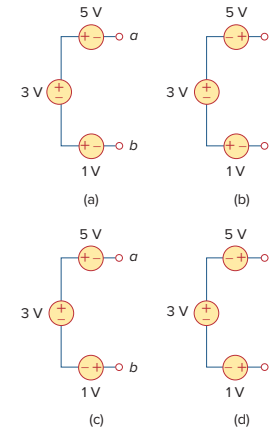 5 V 5 V
+ − a − +
3 V + − 3 V + −
+ − b + −
1 V 1 V
(a) (b)
5 V 5 V
+ − a − +
3 V + − 3 V + −
− + b − +
1 V 1 V
(c) (d)